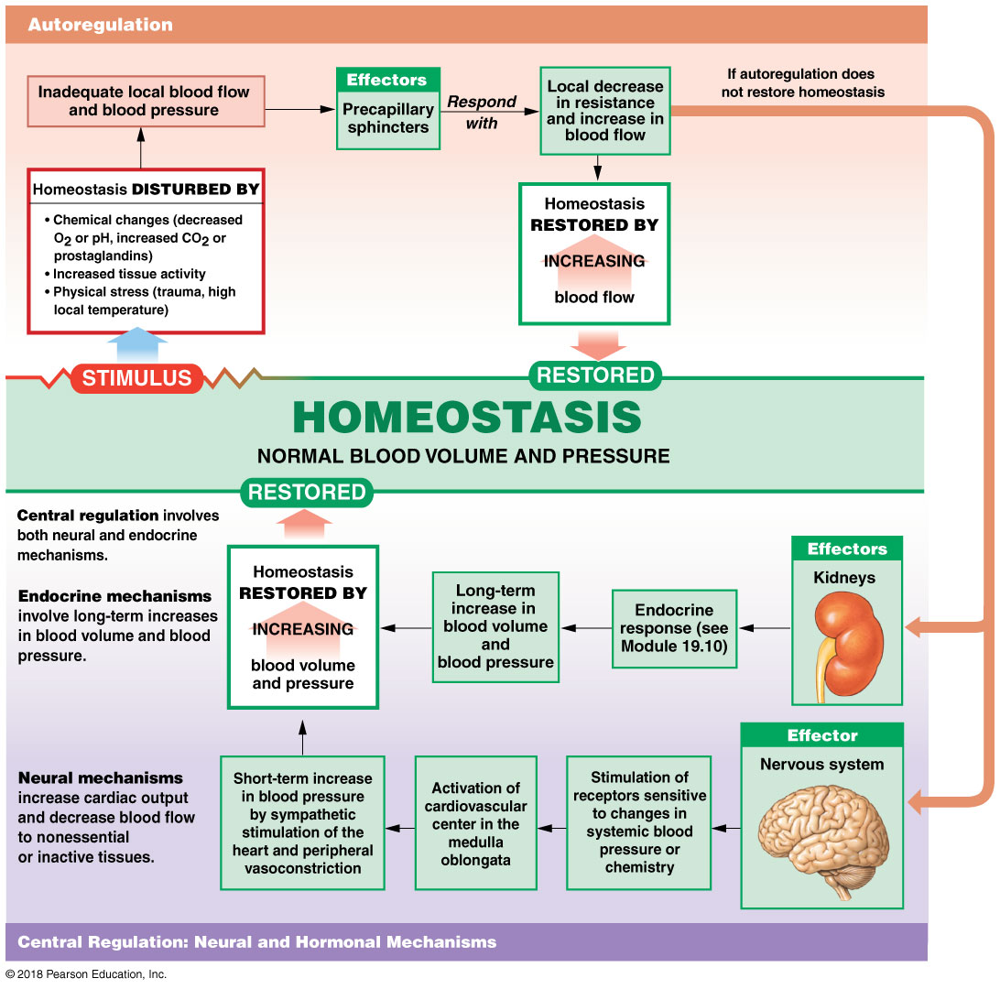 Autoregulation
Inadequate local blood flow
and blood pressure
Effectors
Precapillary
sphincters
Respond
with
Local decrease
in resistance
and increase in
blood flow
If autoregulation does
not restore homeostasis
Homeostasis DISTURBED BY
• Chemical changes (decreased
O2 or pH, increased CO2 or
prostaglandins)
• Increased tissue activity
• Physical stress (trauma, high
local temperature)
Homeostasis
RESTORED BY
INCREASING
blood flow
STIMULUS
RESTORED
HOMEOSTASIS
NORMAL BLOOD VOLUME AND PRESSURE
RESTORED
Central regulation involves
both neural and endocrine
mechanisms.
Endocrine mechanisms
involve long-term increases
in blood volume and blood
pressure.
Homeostasis
RESTORED BY
INCREASING
blood volume
and pressure
Long-term
increase in
blood volume
and
blood pressure
Endocrine
response (see
Module 19.10)
Effectors
Kidneys
Neural mechanisms
increase cardiac output
and decrease blood flow
to nonessential
or inactive tissues.
Short-term increase
in blood pressure
by sympathetic
stimulation of the
heart and peripheral
vasoconstriction
Activation of
cardiovascular
center in the
medulla
oblongata
Stimulation of
receptors sensitive
to changes in
systemic blood
pressure or
chemistry
Effector
Nervous system
Central Regulation: Neural and Hormonal Mechanisms
© 2018 Pearson Education, Inc.